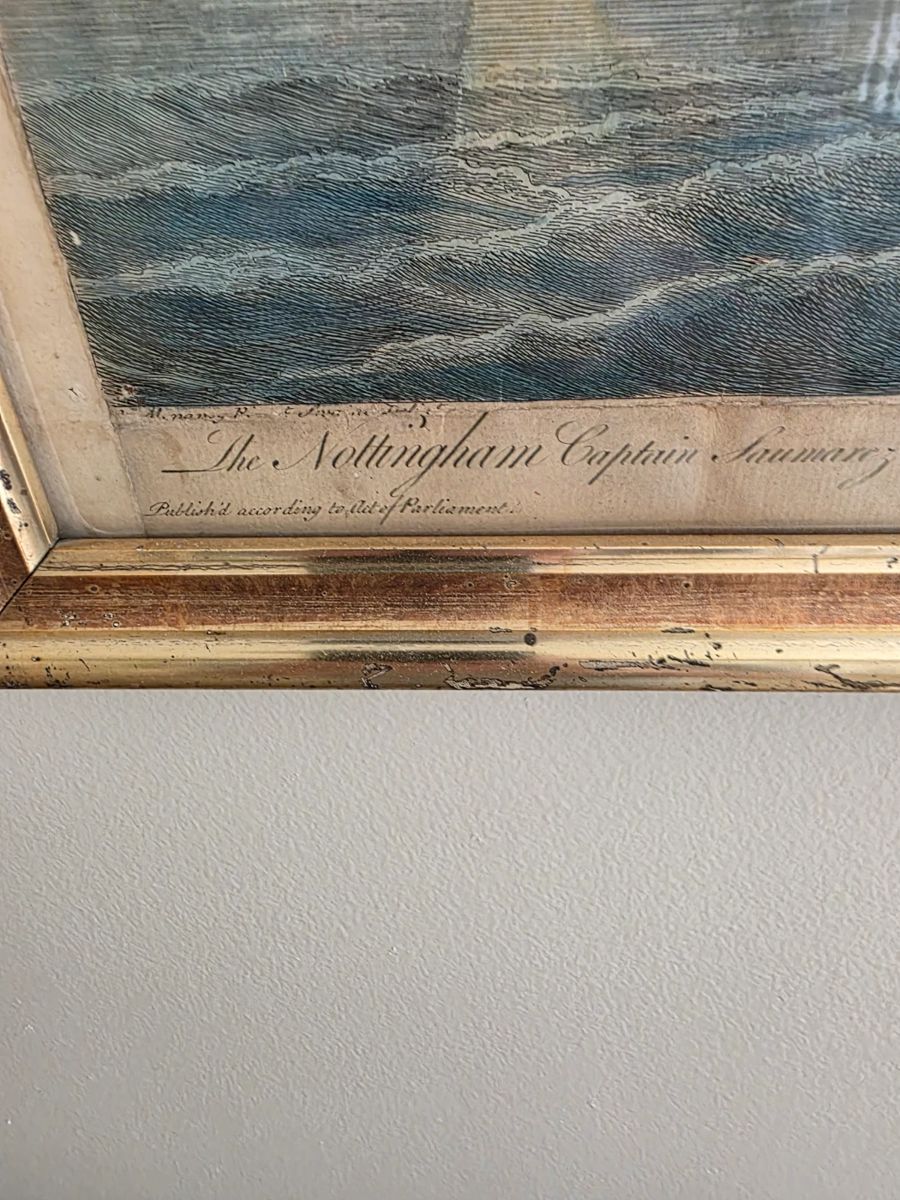 The Nottingham Captain Saumarez
Publish'd according to Act of Parliament.